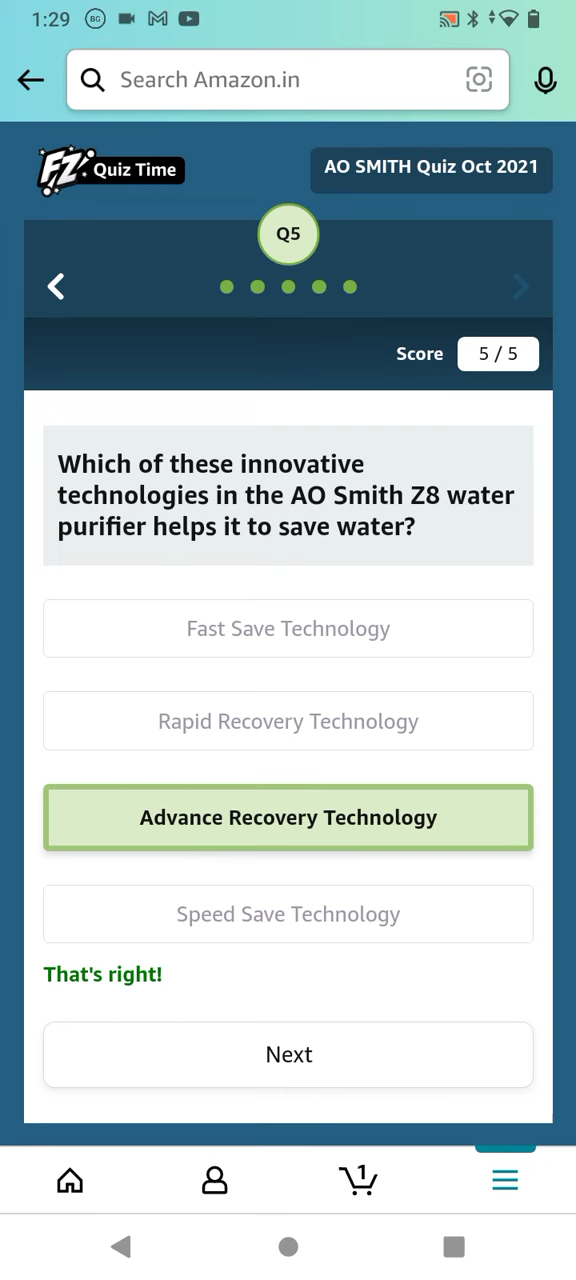 1:29
BG
Search Amazon.in
FZ Quiz Time
AO SMITH Quiz Oct 2021
Q5
Score
5 / 5
Which of these innovative
technologies in the AO Smith Z8 water
purifier helps it to save water?
Fast Save Technology
Rapid Recovery Technology
Advance Recovery Technology
Speed Save Technology
That's right!
Next
1